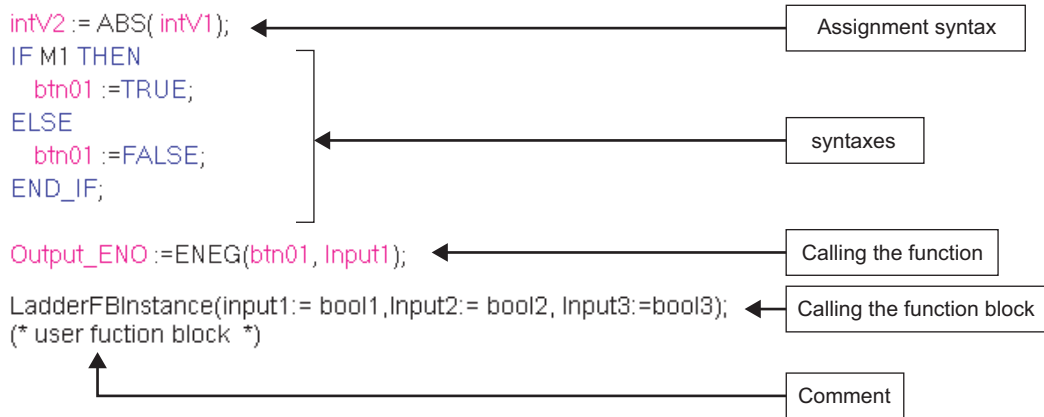 intV2 := ABS( intV1);
Assignment syntax
IF M1 THEN
btn01 :=TRUE;
ELSE
syntaxes
btn01 :=FALSE;
END_IF;
Output_ENO :=ENEG(btn01, Input1);
Calling the function
LadderFBInstance(input1:= bool1,Input2:= bool2, Input3:=bool3);
Calling the function block
(* user fuction block *)
Comment